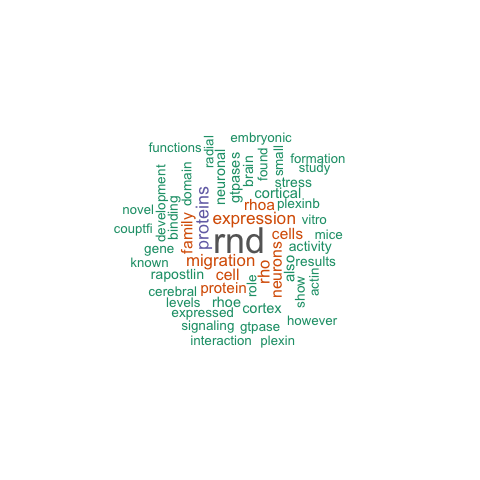 embryonic
functions
radial
neuronal
gtpases
brain
found
small
formation
study
stress
cortical
development
domain
binding
novel
couptfi
family
proteins
rhoa
plexinb
expression
vitro
rnd
cells
mice
gene
activity
known
migration
neurons
also
results
rapostlin
cell
rho
cerebral
protein
role
show
actin
levels
rhoe
expressed
cortex
signaling
gtpase
however
interaction
plexin